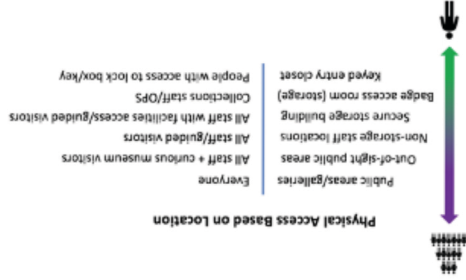 Physical Access Based on Location
Public areas/galleries Everyone
Out-of-sight public areas All staff + curious museum visitors
Non-storage staff locations All staff/guided visitors
Secure storage building All staff with facilities access/guided visitors
Badge access room (storage) Collections staff/OPS
Keyed entry closet People with access to lock box/key